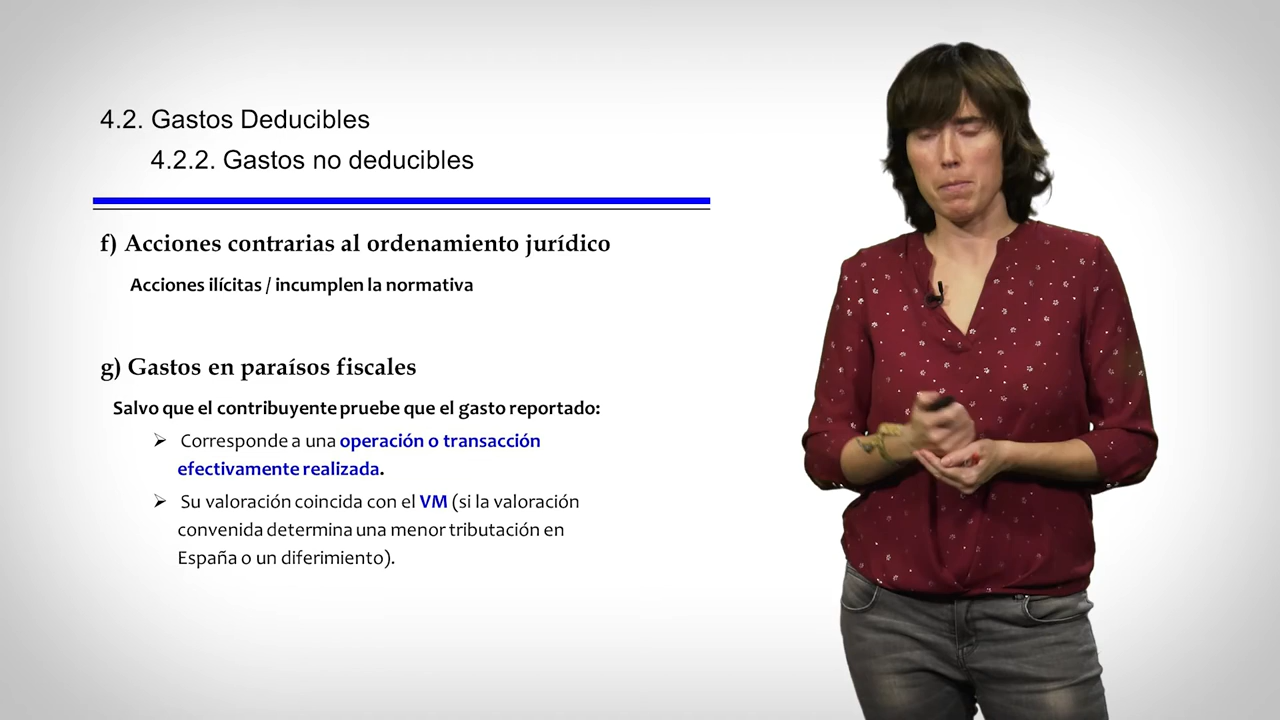 4.2. Gastos Deducibles
4.2.2. Gastos no deducibles
f) Acciones contrarias al ordenamiento jurídico
Acciones ilícitas / incumplen la normativa
g) Gastos en paraísos fiscales
Salvo que el contribuyente pruebe que el gasto reportado:
➢ Corresponde a una operación o transacción
efectivamente realizada.
➢ Su valoración coincida con el VM (si la valoración
convenida determina una menor tributación en
España o un diferimiento).